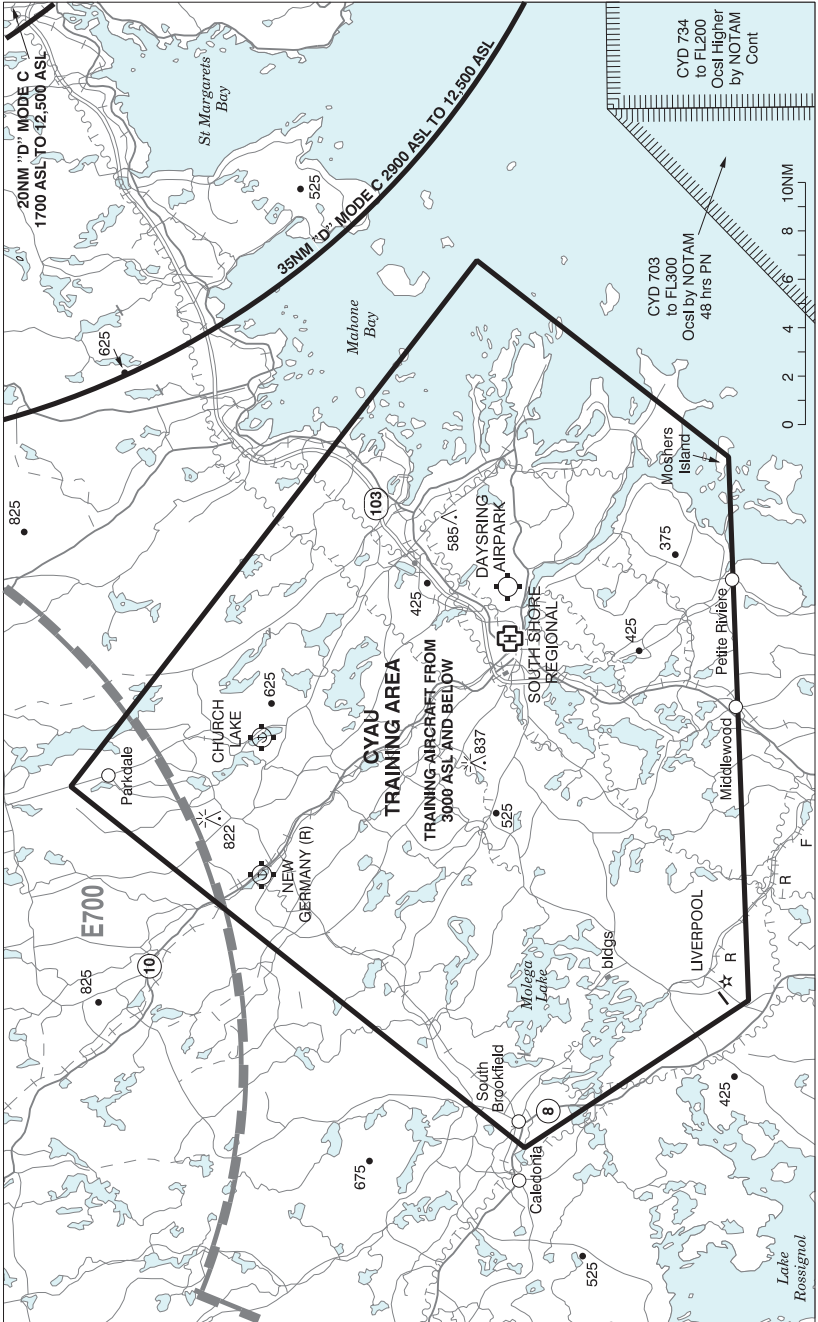 20NM "D" MODE C
1700 ASL TO 12,500 ASL
St Margarets
Bay
525
35NM "D" MODE C 2900 ASL TO 12,500 ASL
CYD 734
to FL200
Ocsl Higher
by NOTAM
Cont
CYD 703
to FL300
Ocsl by NOTAM
48 hrs PN
0 2 4 6 8 10NM
625
Mahone
Bay
825
103
585
DAYSRING
AIRPARK
425
SOUTH SHORE
REGIONAL
Moshers
Island
375
425
Petite Rivière
Middlewood
Parkdale
CHURCH
LAKE
625
CYAU
TRAINING AREA
TRAINING AIRCRAFT FROM
3000 ASL AND BELOW
837
525
822
NEW
GERMANY (R)
E700
10
825
Molega
Lake
bldgs
LIVERPOOL
R
R
F
South
Brookfield
8
Caledonia
425
675
525
Lake
Rossignol